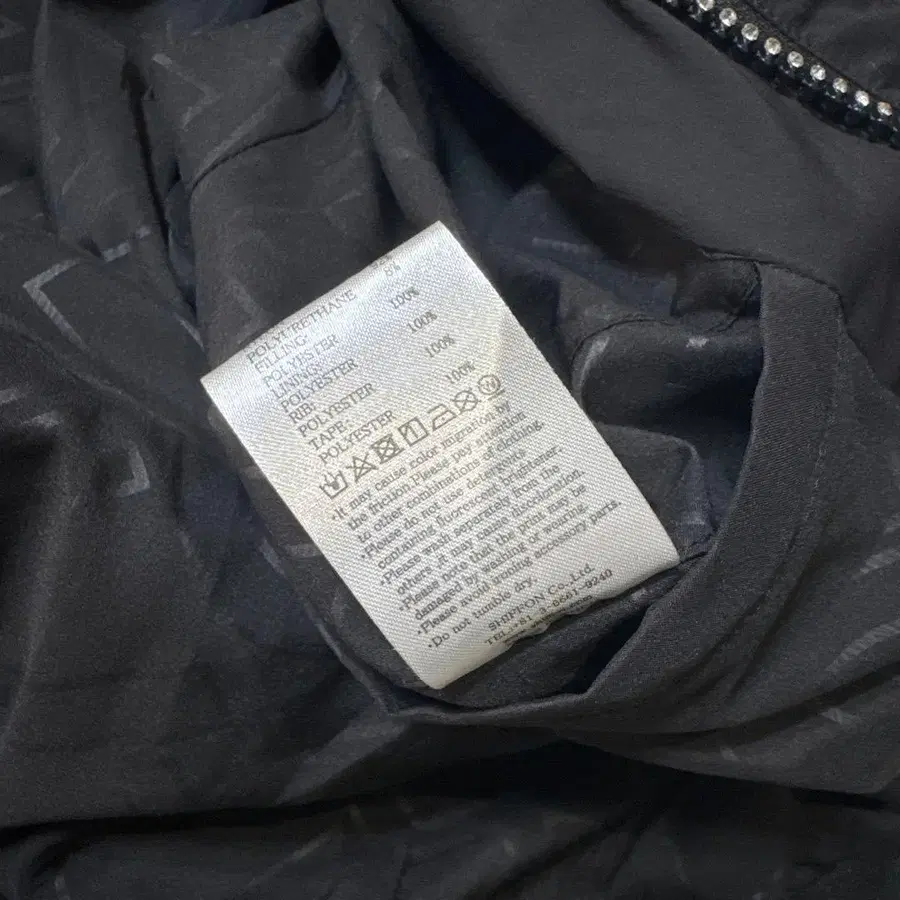 POLYURETHANE 5%
FILLING:
POLYESTER 100%
LINING:
POLYESTER 100%
RIB:
POLYESTER 100%
TAPE:
POLYESTER 100%
•It may cause color migration by
the friction.Please pay attention
to other combinations of clothing.
•Please do not use detergents
containing fluorescent brightener.
•Please wash separately from the
others, it may cause discoloration.
•Please note that the print may be
damaged by washing or wearing.
•Please avoid ironing accessory parts.
•Do not tumble dry.
SHIFFON Co.,Ltd.